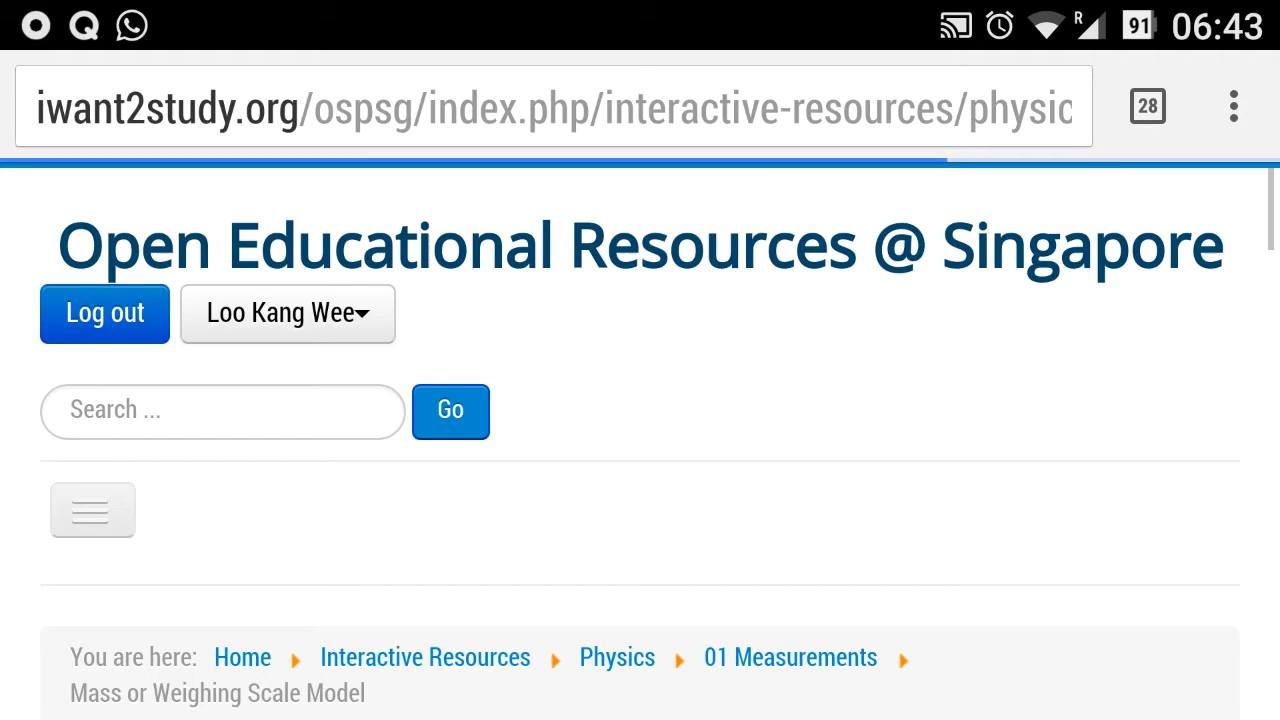 R 91 06:43
iwant2study.org/ospsg/index.php/interactive-resources/physic
28
Open Educational Resources @ Singapore
Log out Loo Kang Wee
Search ... Go
You are here: Home Interactive Resources Physics 01 Measurements
Mass or Weighing Scale Model